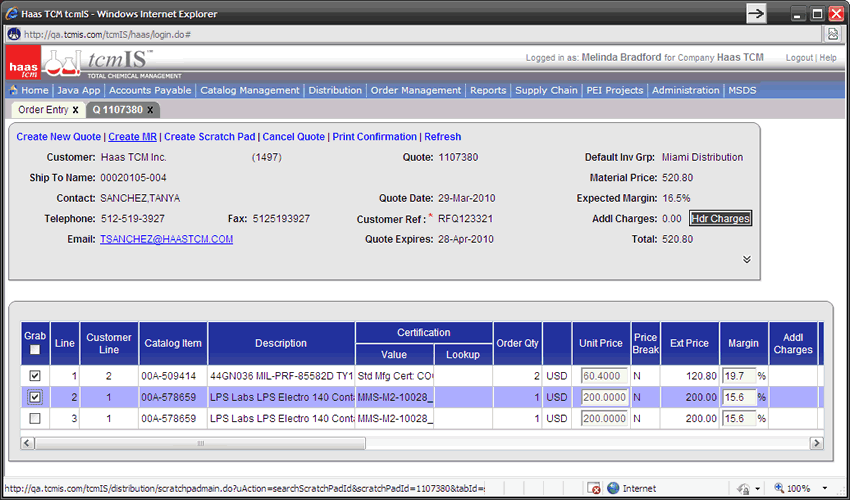 Haas TCM tcmIS - Windows Internet Explorer
http://qa.tcmis.com/tcmIS/haas/login.do#
haas tcm tcmIS™ TOTAL CHEMICAL MANAGEMENT
Logged in as: Melinda Bradford for Company Haas TCM Logout | Help
Home | Java App | Accounts Payable | Catalog Management | Distribution | Order Management | Reports | Supply Chain | PEI Projects | Administration | MSDS
Order Entry x Q 1107380 x
Create New Quote | Create MR | Create Scratch Pad | Cancel Quote | Print Confirmation | Refresh
Customer: Haas TCM Inc. (1497) Quote: 1107380 Default Inv Grp: Miami Distribution
Ship To Name: 00020105-004 Material Price: 520.80
Contact: SANCHEZ,TANYA Quote Date: 29-Mar-2010 Expected Margin: 16.5%
Telephone: 512-519-3927 Fax: 5125193927 Customer Ref :* RFQ123321 Addl Charges: 0.00 Hdr Charges
Email: TSANCHEZ@HAASTCM.COM Quote Expires: 28-Apr-2010 Total: 520.80
Grab Line Customer Line Catalog Item Description Certification Value Lookup Order Qty Unit Price Price Break Ext Price Margin Addl Charges
1 2 00A-509414 44GN036 MIL-PRF-85582D TY1 Std Mfg Cert: CO 2 USD 60.4000 N 120.80 19.7 %
2 1 00A-578659 LPS Labs LPS Electro 140 Conta MMS-M2-10028_ 1 USD 200.0000 N 200.00 15.6 %
3 1 00A-578659 LPS Labs LPS Electro 140 Conta MMS-M2-10028_ 1 USD 200.0000 N 200.00 15.6 %
http://qa.tcmis.com/tcmIS/distribution/scratchpadmain.do?uAction=searchScratchPadId&scratchPadId=1107380&tabId= Internet 100%